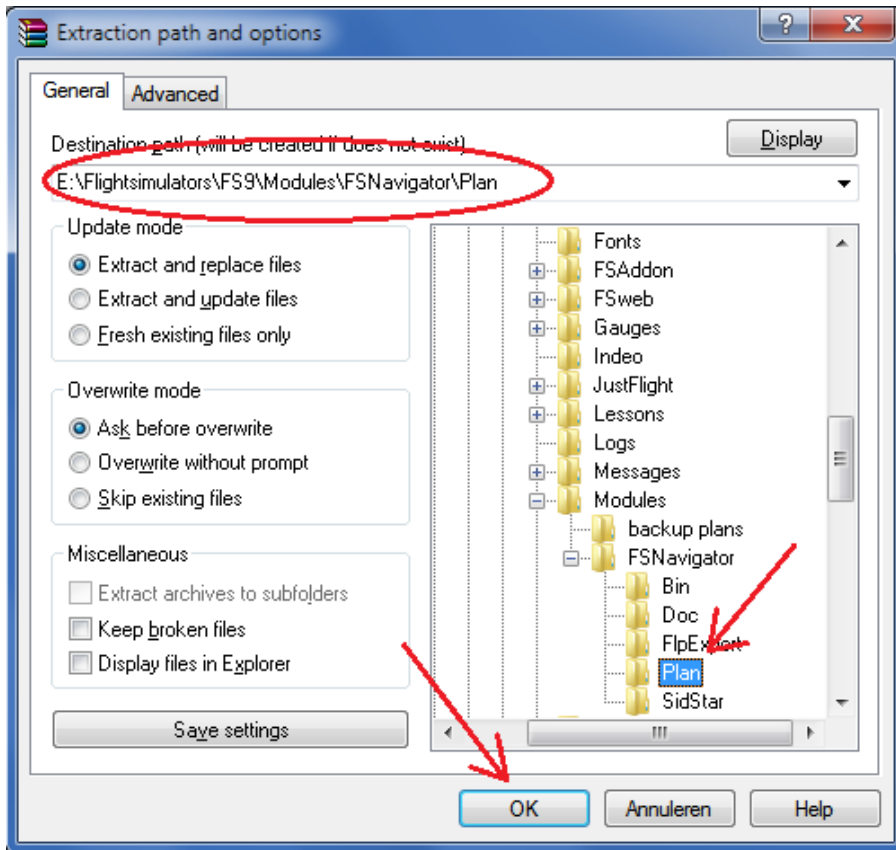 Extraction path and options
General
Advanced
Destination path (will be created if does not exist)
Display
E:\Flightsimulators\FS9\Modules\FSNavigator\Plan
Update mode
Extract and replace files
Extract and update files
Fresh existing files only
Overwrite mode
Ask before overwrite
Overwrite without prompt
Skip existing files
Miscellaneous
Extract archives to subfolders
Keep broken files
Display files in Explorer
Save settings
Fonts
FSAddon
FSweb
Gauges
Indeo
JustFlight
Lessons
Logs
Messages
Modules
backup plans
FSNavigator
Bin
Doc
FlpExpert
Plan
SidStar
OK
Annuleren
Help